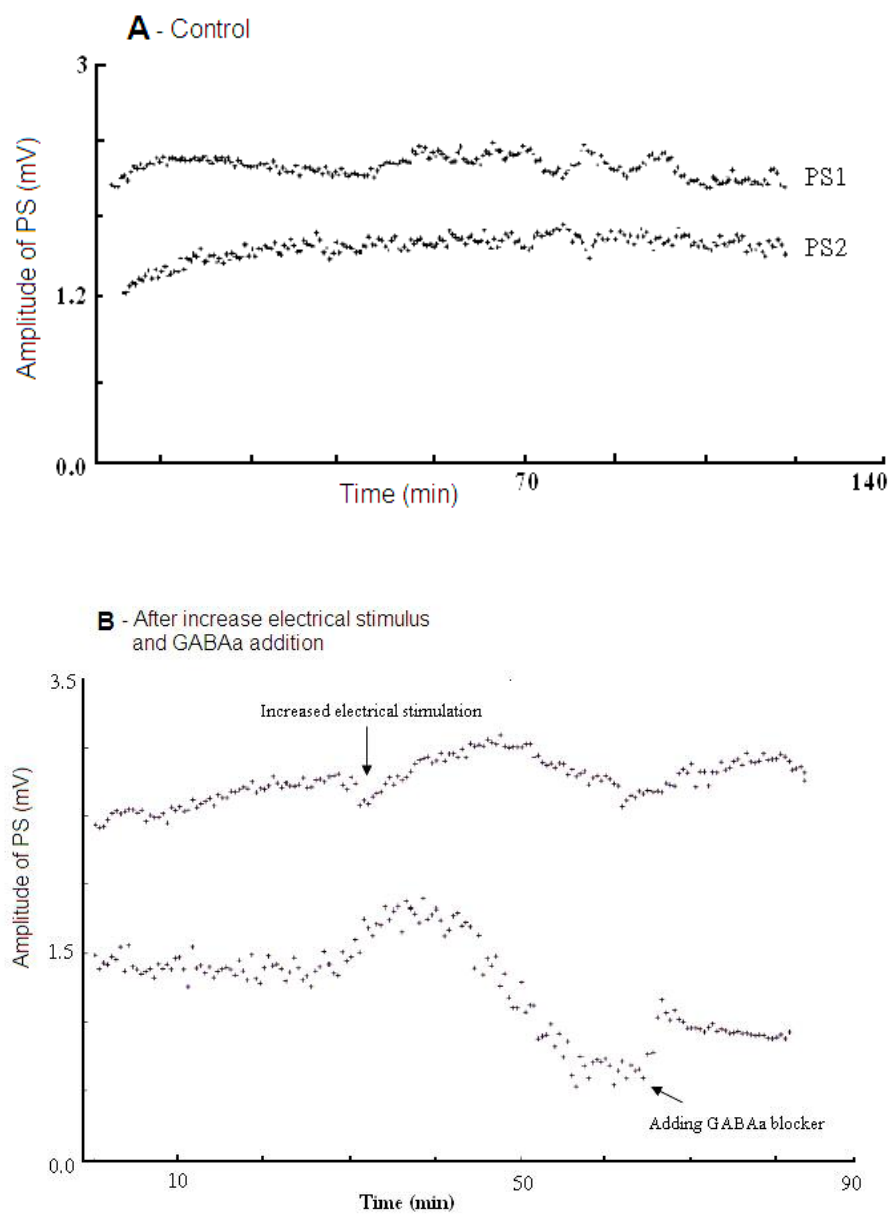 A - Control
3
Amplitude of PS (mV)
PS1
PS2
1.2
0.0
Time (min)
70
140
B - After increase electrical stimulus
and GABAa addition
3.5
Increased electrical stimulation
Amplitude of PS (mV)
1.5
Adding GABAa blocker
0.0
10
50
90
Time (min)